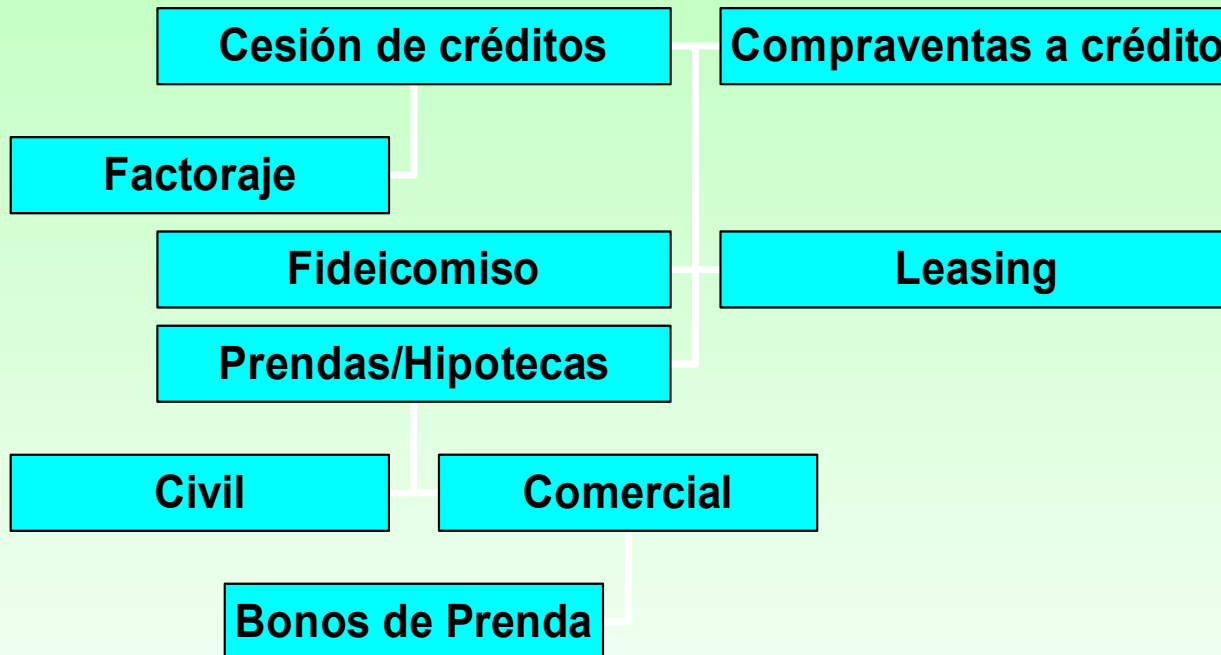 Cesión de créditos
Compraventas a crédito
Factoraje
Fideicomiso
Leasing
Prendas/Hipotecas
Civil
Comercial
Bonos de Prenda